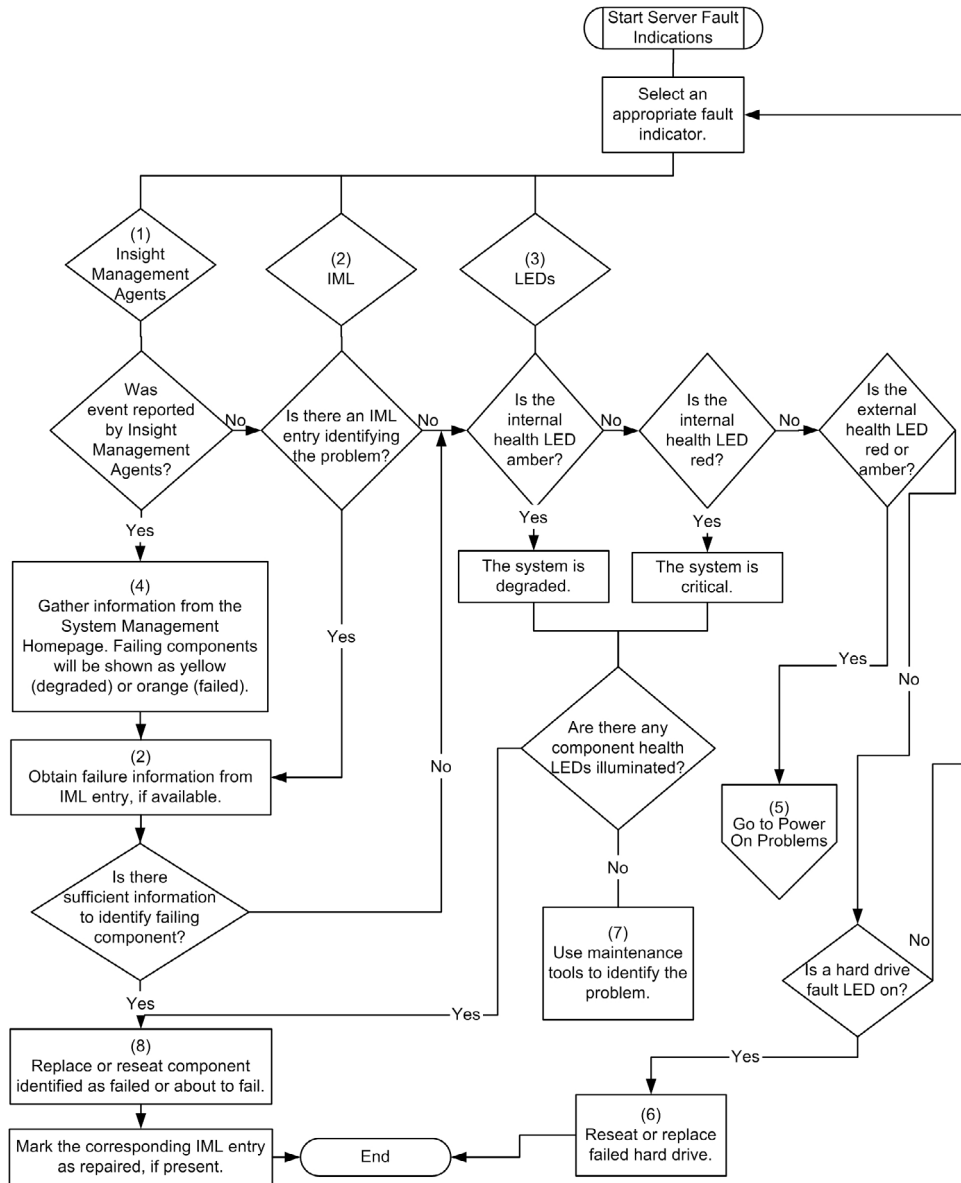 Start Server Fault
Indications
Select an
appropriate fault
indicator.
(1)
Insight
Management
Agents
(2)
IML
(3)
LEDs
Was
event reported
by Insight
Management
Agents?
No
Is there an IML
entry identifying
the problem?
No
Is the
internal
health LED
amber?
No
Is the
internal
health LED
red?
No
Is the
external
health LED
red or
amber?
Yes
Yes
Yes
The system is
degraded.
The system is
critical.
(4)
Gather information from the
System Management
Homepage. Failing components
will be shown as yellow
(degraded) or orange (failed).
Yes
Yes
No
Are there any
component health
LEDs illuminated?
(2)
Obtain failure information from
IML entry, if available.
No
(5)
Go to Power
On Problems
Is there
sufficient information
to identify failing
component?
No
(7)
Use maintenance
tools to identify the
problem.
No
Is a hard drive
fault LED on?
Yes
Yes
Yes
(8)
Replace or reseat component
identified as failed or about to fail.
(6)
Reseat or replace
failed hard drive.
Mark the corresponding IML entry
as repaired, if present.
End